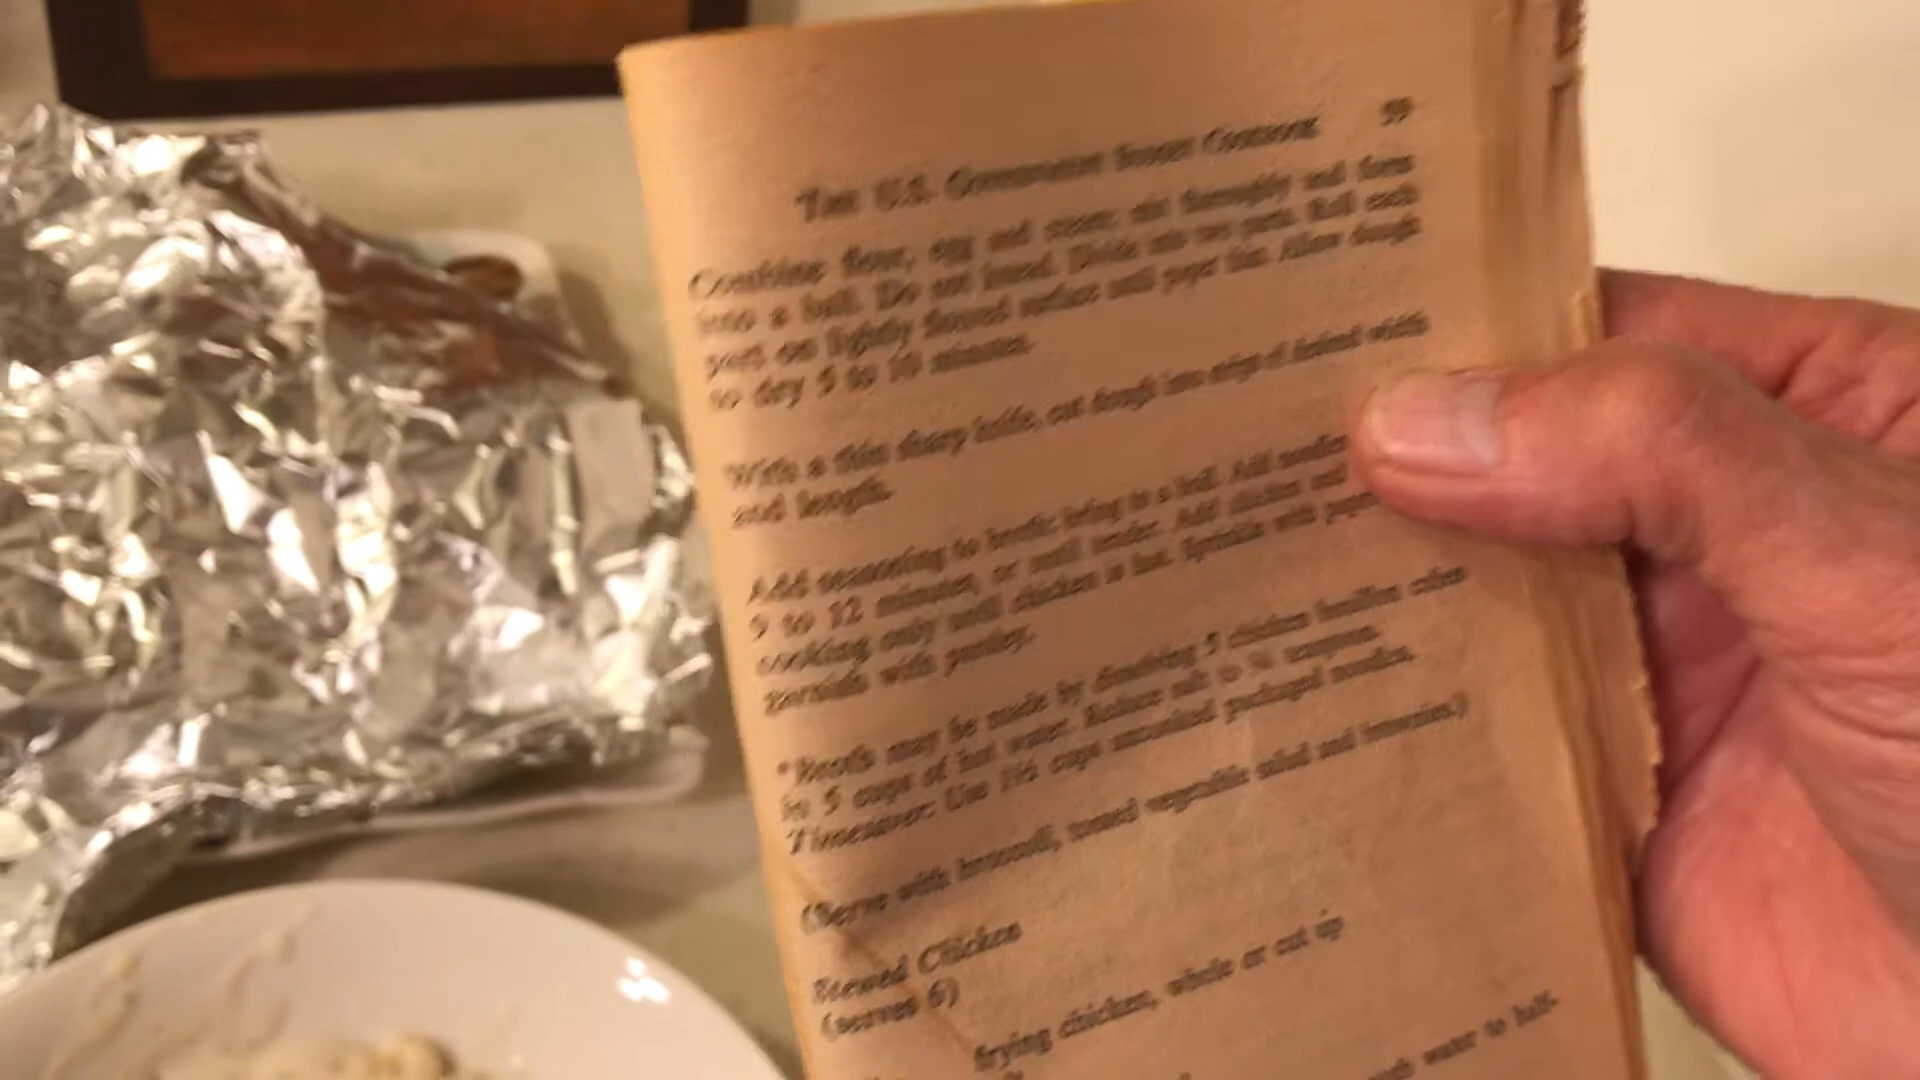 THE U.S. GOVERNMENT BUDGET COOKBOOK 59
Combine flour, egg and cream; mix thoroughly and form
into a ball. Do not knead. Divide into two parts. Roll each
part on lightly floured surface until paper thin. Allow dough
to dry 5 to 10 minutes.
With a thin sharp knife, cut dough into strips of desired width
and length.
Add seasoning to broth; bring to a boil. Add noodles
9 to 12 minutes, or until tender. Add chicken and
cooking only until chicken is hot. Sprinkle with pepper
garnish with parsley.
*Broth may be made by dissolving 5 chicken bouillon cubes
in 5 cups of hot water. Reduce salt to ¼ teaspoon.
Timesaver: Use 1½ cups uncooked packaged noodles.
(Serve with broccoli, tossed vegetable salad and brownies.)
Stewed Chicken
(serves 6)
frying chicken, whole or cut up
water to half-